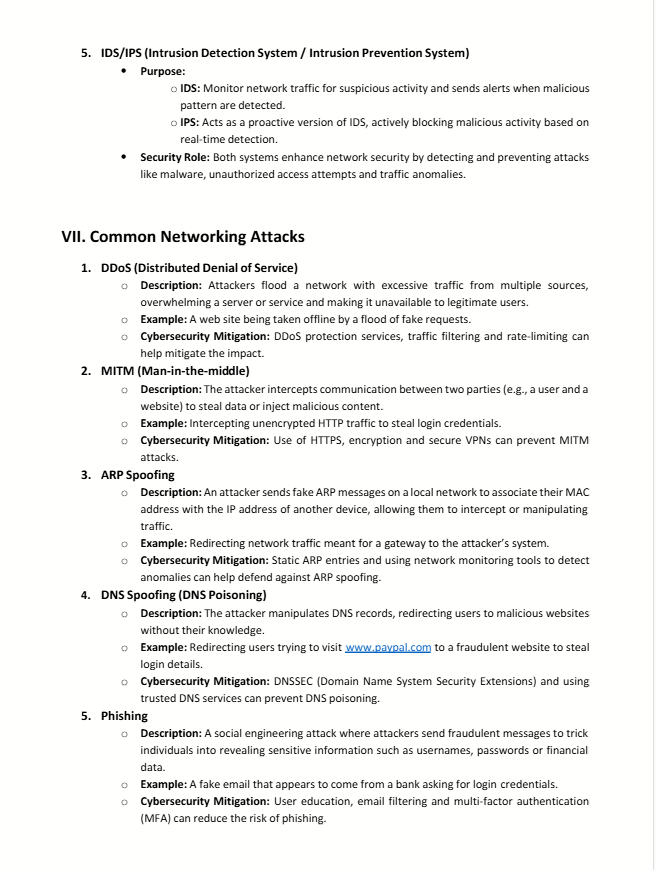 5. IDS/IPS (Intrusion Detection System / Intrusion Prevention System)
• Purpose:
○ IDS: Monitor network traffic for suspicious activity and sends alerts when malicious
pattern are detected.
○ IPS: Acts as a proactive version of IDS, actively blocking malicious activity based on
real-time detection.
• Security Role: Both systems enhance network security by detecting and preventing attacks
like malware, unauthorized access attempts and traffic anomalies.
VII. Common Networking Attacks
1. DDoS (Distributed Denial of Service)
○ Description: Attackers flood a network with excessive traffic from multiple sources,
overwhelming a server or service and making it unavailable to legitimate users.
○ Example: A web site being taken offline by a flood of fake requests.
○ Cybersecurity Mitigation: DDoS protection services, traffic filtering and rate-limiting can
help mitigate the impact.
2. MITM (Man-in-the-middle)
○ Description: The attacker intercepts communication between two parties (e.g., a user and a
website) to steal data or inject malicious content.
○ Example: Intercepting unencrypted HTTP traffic to steal login credentials.
○ Cybersecurity Mitigation: Use of HTTPS, encryption and secure VPNs can prevent MITM
attacks.
3. ARP Spoofing
○ Description: An attacker sends fake ARP messages on a local network to associate their MAC
address with the IP address of another device, allowing them to intercept or manipulating
traffic.
○ Example: Redirecting network traffic meant for a gateway to the attacker's system.
○ Cybersecurity Mitigation: Static ARP entries and using network monitoring tools to detect
anomalies can help defend against ARP spoofing.
4. DNS Spoofing (DNS Poisoning)
○ Description: The attacker manipulates DNS records, redirecting users to malicious websites
without their knowledge.
○ Example: Redirecting users trying to visit www.paypal.com to a fraudulent website to steal
login details.
○ Cybersecurity Mitigation: DNSSEC (Domain Name System Security Extensions) and using
trusted DNS services can prevent DNS poisoning.
5. Phishing
○ Description: A social engineering attack where attackers send fraudulent messages to trick
individuals into revealing sensitive information such as usernames, passwords or financial
data.
○ Example: A fake email that appears to come from a bank asking for login credentials.
○ Cybersecurity Mitigation: User education, email filtering and multi-factor authentication
(MFA) can reduce the risk of phishing.